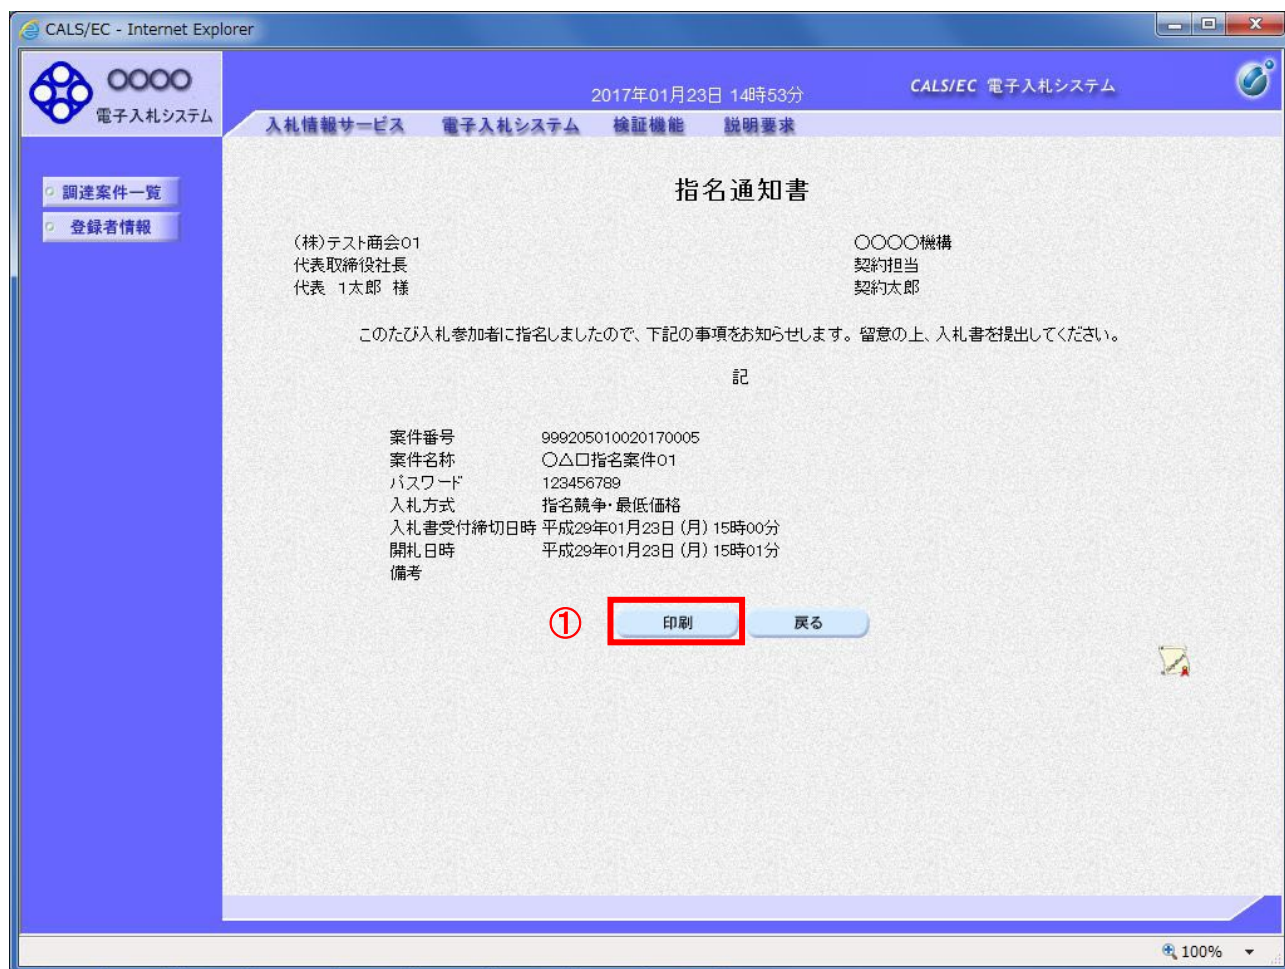 CALS/EC - Internet Explorer
〇〇〇〇
電子入札システム
2017年01月23日 14時53分
CALS/EC 電子入札システム
入札情報サービス 電子入札システム 検証機能 説明要求
調達案件一覧
登録者情報
指名通知書
(株)テスト商会01
代表取締役社長
代表 1太郎 様
〇〇〇〇機構
契約担当
契約太郎
このたび入札参加者に指名しましたので、下記の事項をお知らせします。留意の上、入札書を提出してください。
記
案件番号 999205010020170005
案件名称 〇△口指名案件01
パスワード 123456789
入札方式 指名競争・最低価格
入札書受付締切日時 平成29年01月23日(月)15時00分
開札日時 平成29年01月23日(月)15時01分
備考
① 印刷 戻る
100%